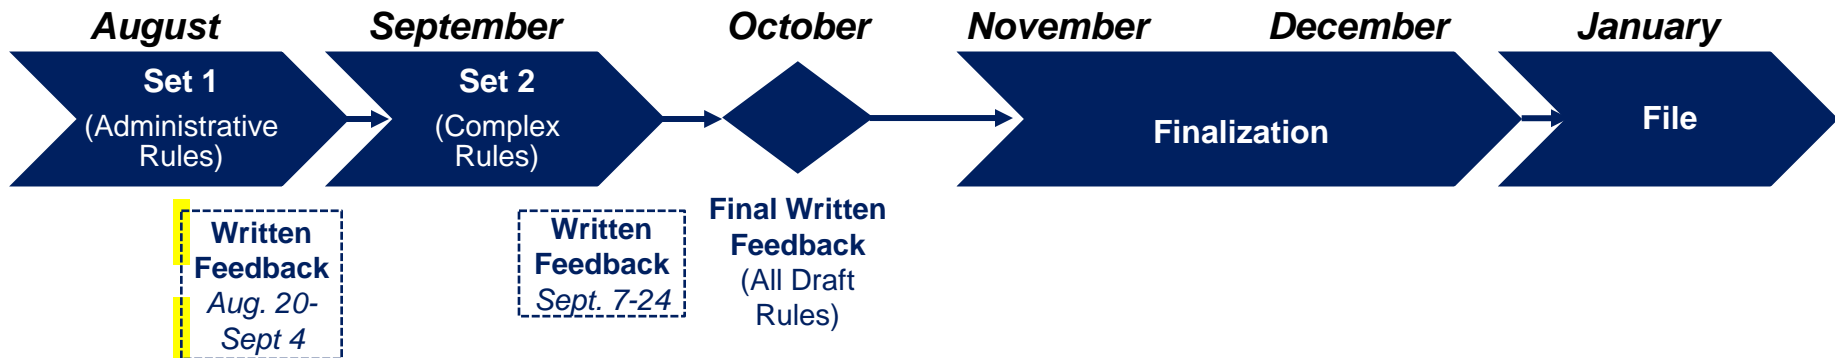 August
September
October
November
December
January
Set 1
(Administrative
Rules)
Set 2
(Complex
Rules)
Finalization
File
Written
Feedback
Aug. 20-
Sept 4
Written
Feedback
Sept. 7-24
Final Written
Feedback
(All Draft
Rules)